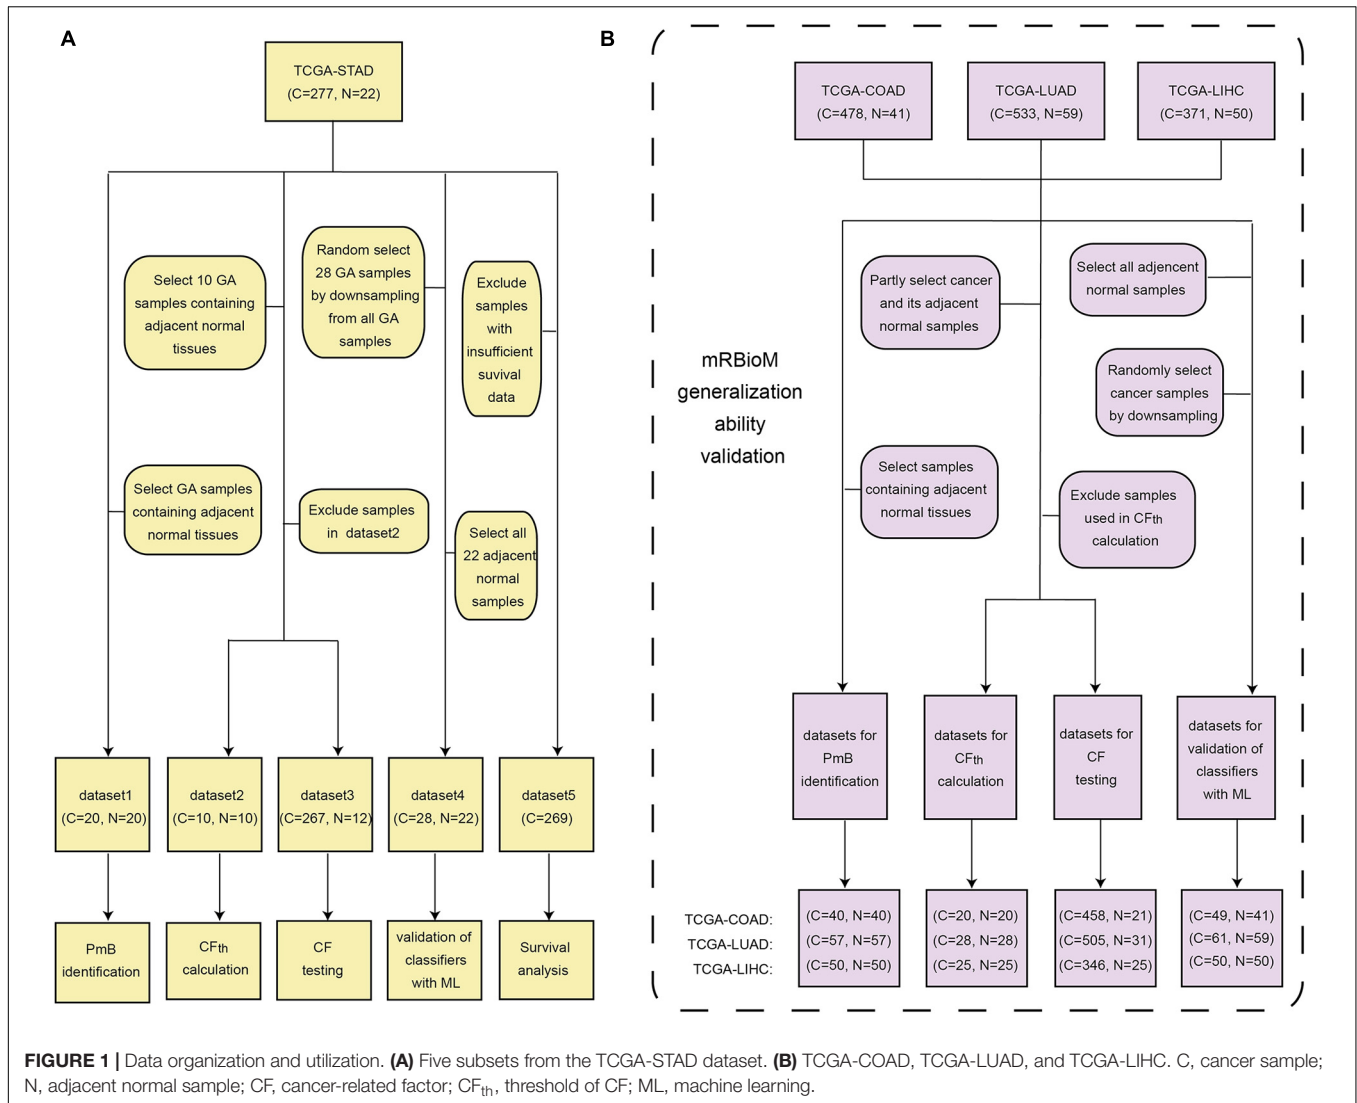 A
TCGA-STAD
(C=277, N=22)
Select 10 GA
samples containing
adjacent normal
tissues
Random select
28 GA samples
by downsampling
from all GA
samples
Exclude
samples
with
insufficient
suvival
data
Select GA samples
containing adjacent
normal tissues
Exclude samples
in dataset2
Select all
22 adjacent
normal
samples
dataset1
(C=20, N=20)
dataset2
(C=10, N=10)
dataset3
(C=267, N=12)
dataset4
(C=28, N=22)
dataset5
(C=269)
PmB
identification
CFth
calculation
CF
testing
validation of
classifiers
with ML
Survival
analysis
B
TCGA-COAD
(C=478, N=41)
TCGA-LUAD
(C=533, N=59)
TCGA-LIHC
(C=371, N=50)
mRBioM
generalization
ability
validation
Partly select cancer
and its adjacent
normal samples
Select all adjencent
normal samples
Randomly select
cancer samples
by downsampling
Select samples
containing adjacent
normal tissues
Exclude samples
used in CFth
calculation
datasets for
PmB
identification
datasets for
CFth
calculation
datasets for
CF
testing
datasets for
validation of
classifiers
with ML
TCGA-COAD:
(C=40, N=40)
(C=20, N=20)
(C=458, N=21)
(C=49, N=41)
TCGA-LUAD:
(C=57, N=57)
(C=28, N=28)
(C=505, N=31)
(C=61, N=59)
TCGA-LIHC:
(C=50, N=50)
(C=25, N=25)
(C=346, N=25)
(C=50, N=50)
FIGURE 1 | Data organization and utilization. (A) Five subsets from the TCGA-STAD dataset. (B) TCGA-COAD, TCGA-LUAD, and TCGA-LIHC. C, cancer sample;
N, adjacent normal sample; CF, cancer-related factor; CFth, threshold of CF; ML, machine learning.